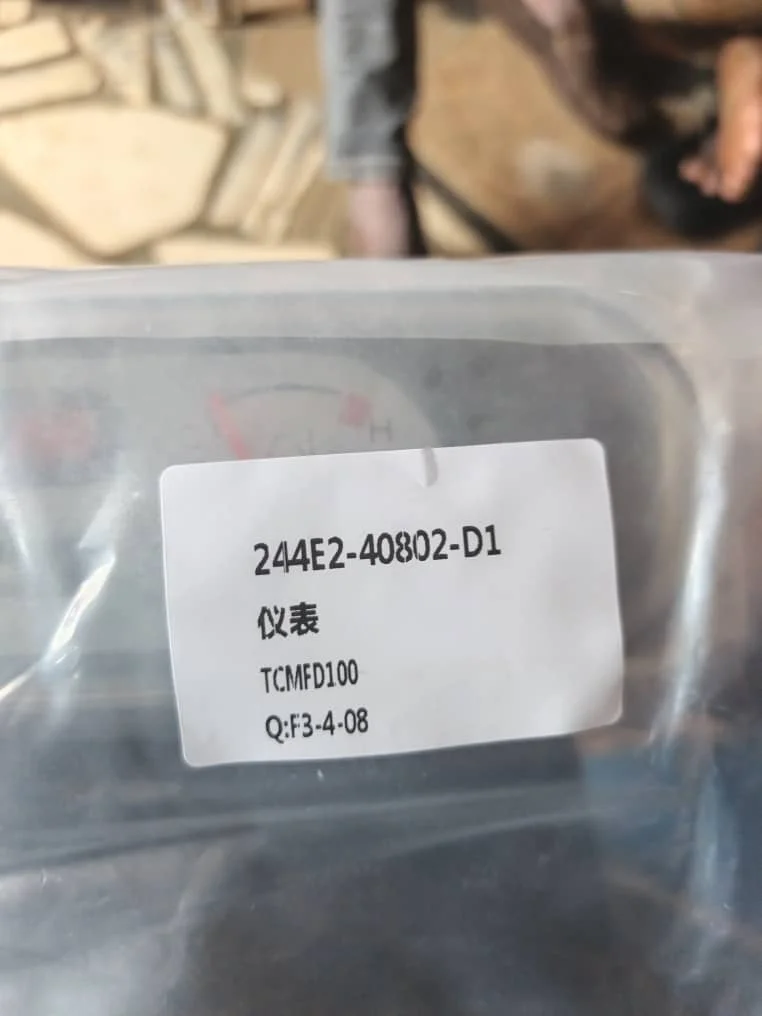 H
244E2-40802-D1
仪表
TCMFD100
Q:F3-4-08